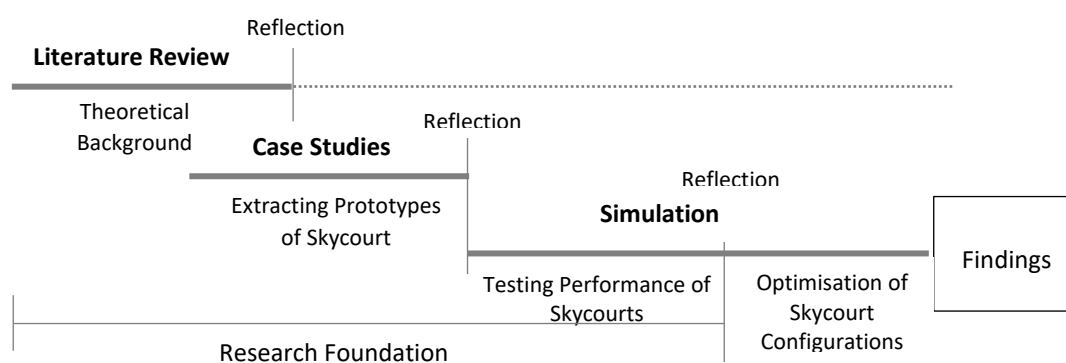 Reflection
Literature Review
Theoretical
Background
Reflection
Case Studies
Extracting Prototypes
of Skycourt
Reflection
Simulation
Testing Performance of
Skycourts
Optimisation of
Skycourt
Configurations
Findings
Research Foundation